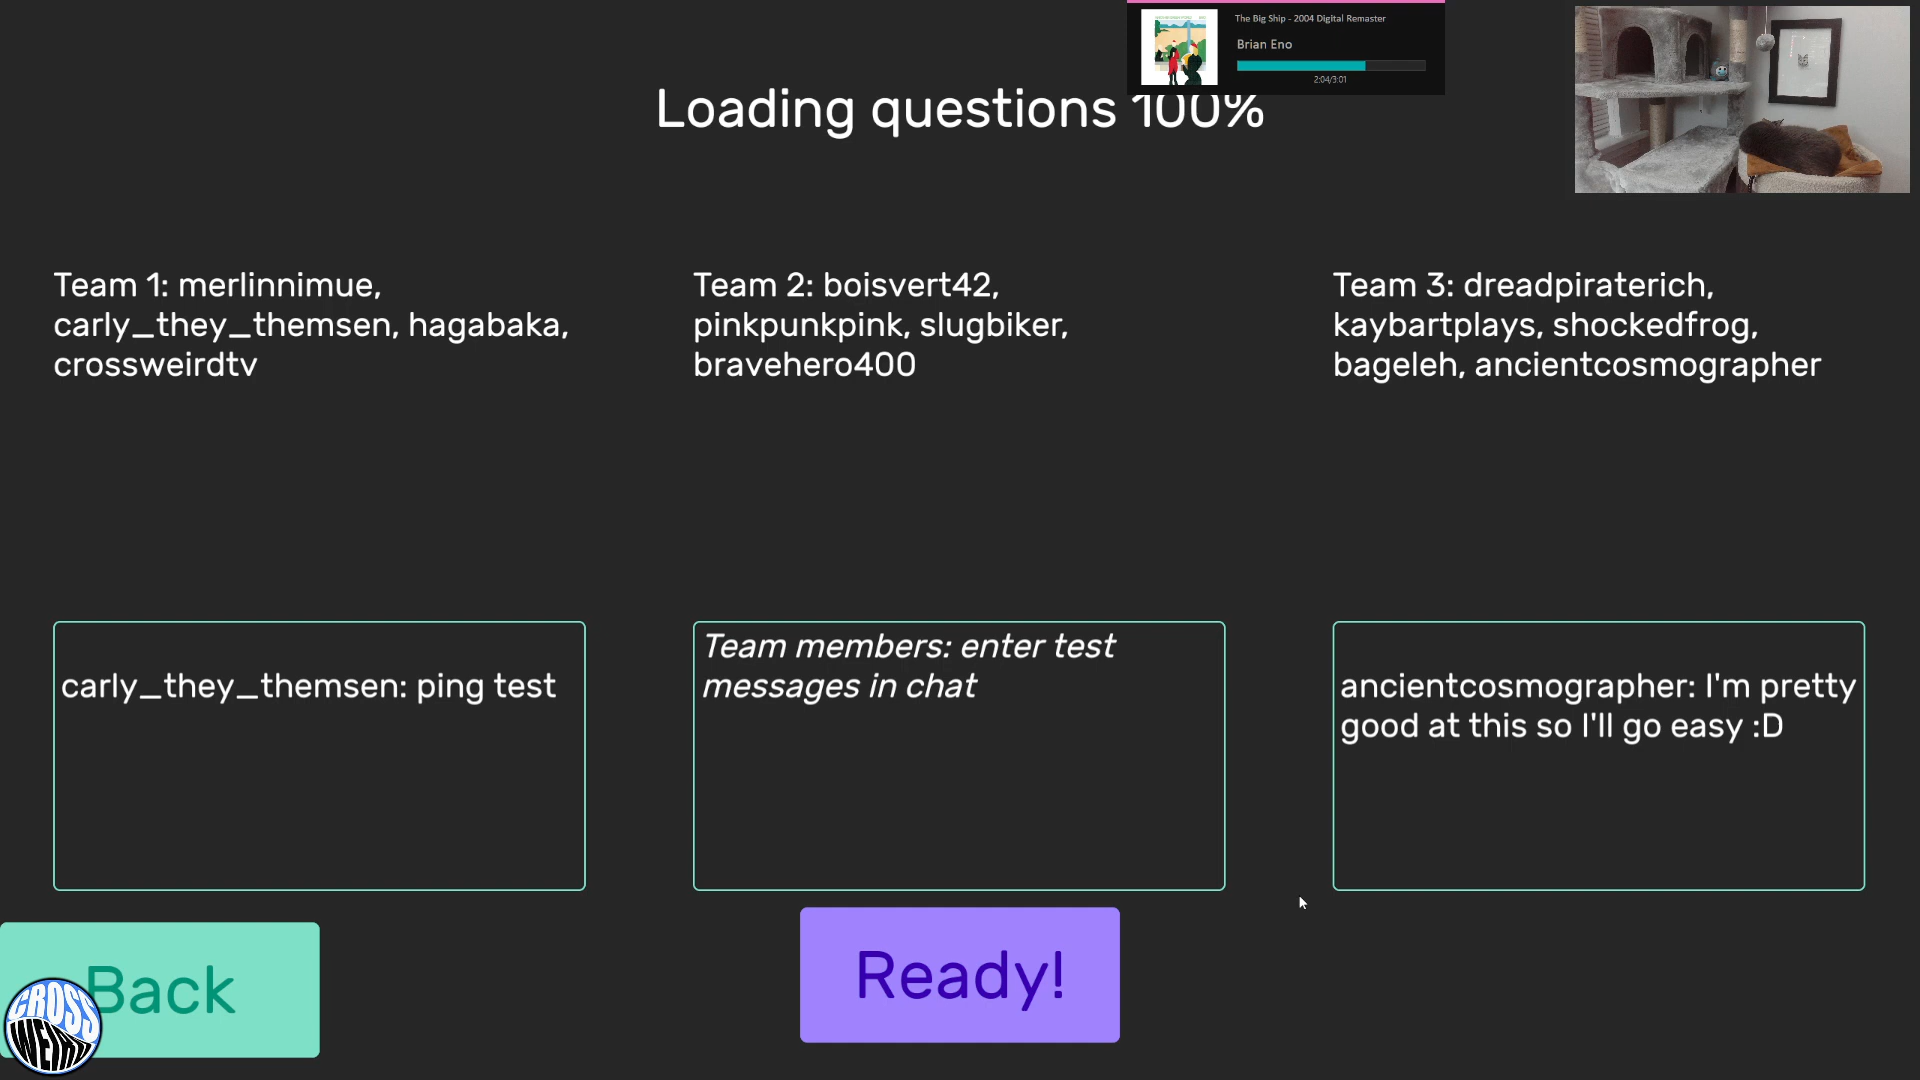 The Big Ship - 2004 Digital Remaster
Brian Eno
2:04/3:01
Loading questions 100%
Team 1: merlinnimue,
carly_they_themsen, hagabaka,
crossweirdtv
Team 2: boisvert42,
pinkpunkpink, slugbiker,
bravehero400
Team 3: dreadpiraterich,
kaybartplays, shockedfrog,
bageleh, ancientcosmographer
carly_they_themsen: ping test
Team members: enter test
messages in chat
ancientcosmographer: I'm pretty
good at this so I'll go easy :D
Back
Ready!
CROSS
WEIRD